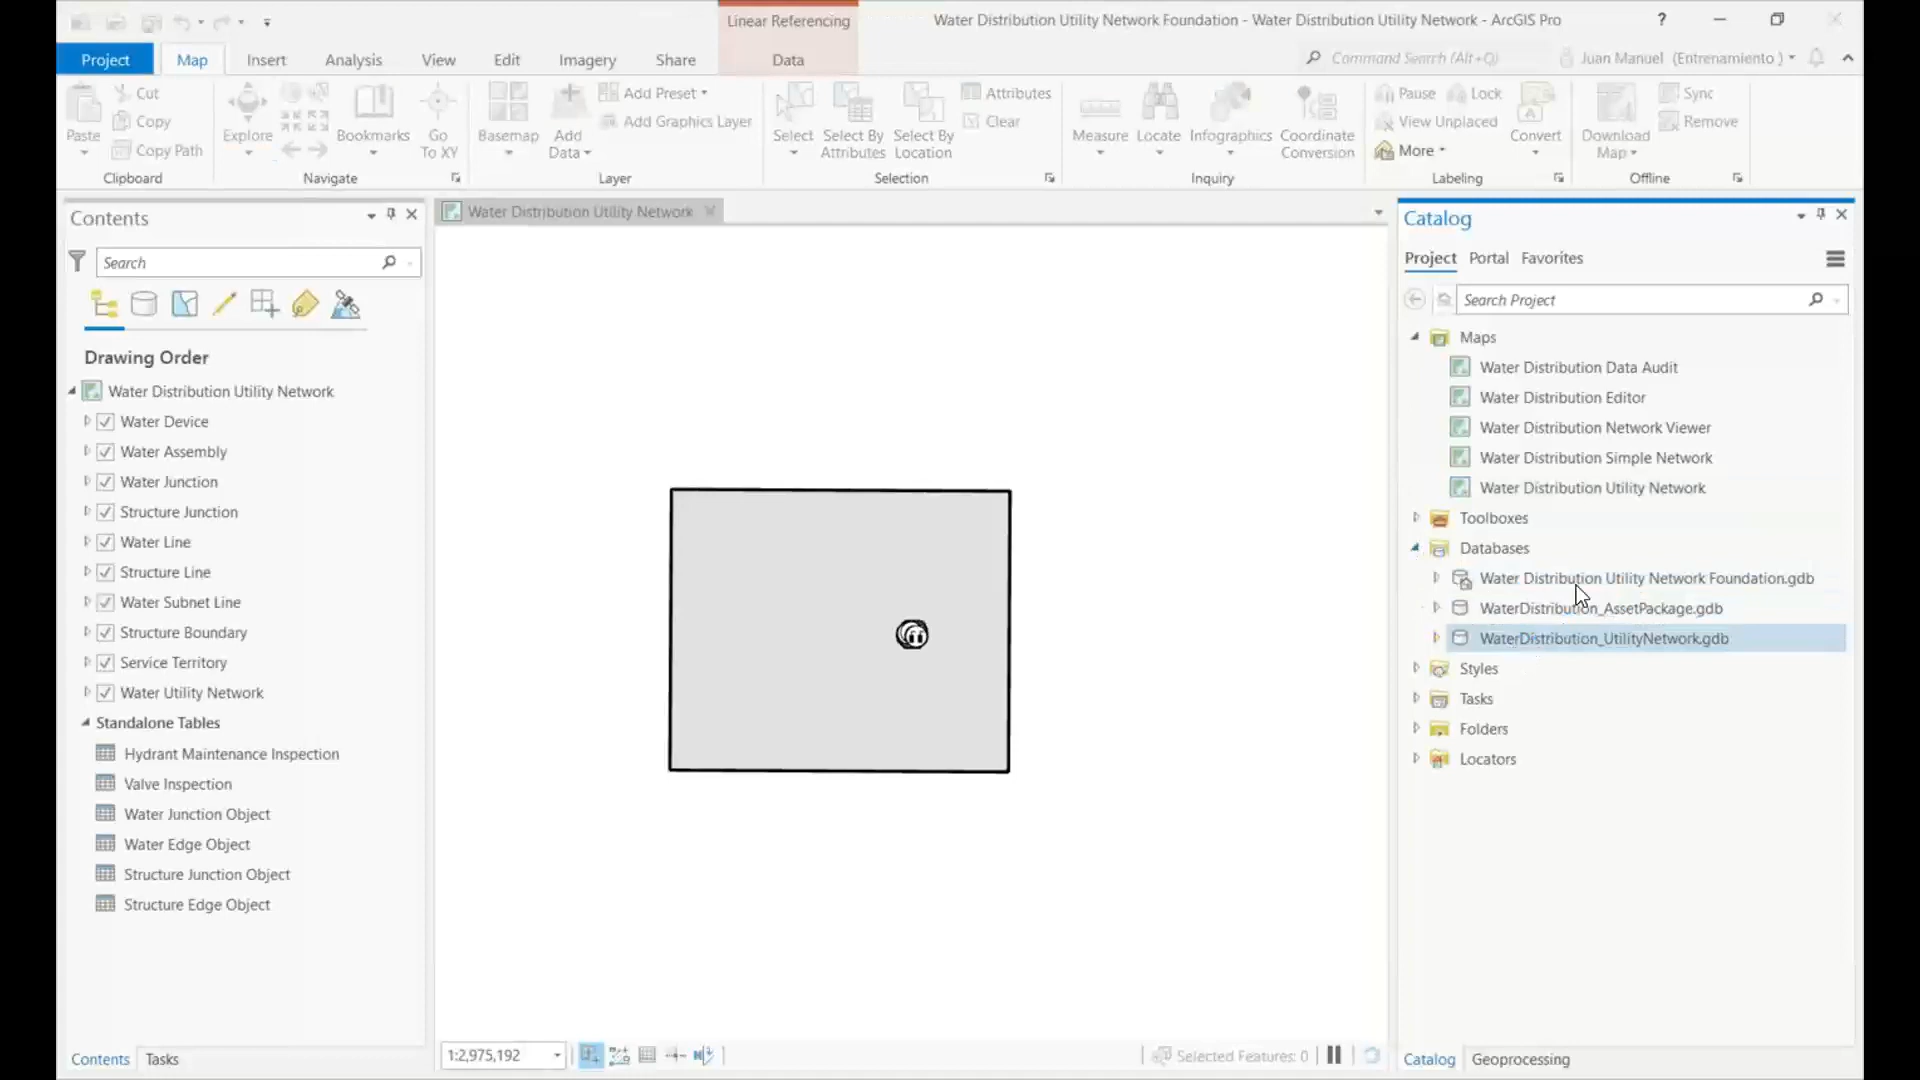 Linear Referencing
Water Distribution Utility Network Foundation - Water Distribution Utility Network - ArcGIS Pro
?
Project
Map
Insert
Analysis
View
Edit
Imagery
Share
Data
Command Search (Alt+Q)
Juan Manuel (Entrenamiento )
Paste
Cut
Copy
Copy Path
Clipboard
Explore
Bookmarks
Go To XY
Navigate
Basemap
Add Data
Add Preset
Add Graphics Layer
Layer
Select
Select By Attributes
Select By Location
Attributes
Clear
Selection
Measure
Locate
Infographics
Coordinate Conversion
Inquiry
Pause
Lock
View Unplaced
More
Convert
Labeling
Download Map
Sync
Remove
Offline
Contents
Search
Drawing Order
Water Distribution Utility Network
Water Device
Water Assembly
Water Junction
Structure Junction
Water Line
Structure Line
Water Subnet Line
Structure Boundary
Service Territory
Water Utility Network
Standalone Tables
Hydrant Maintenance Inspection
Valve Inspection
Water Junction Object
Water Edge Object
Structure Junction Object
Structure Edge Object
Contents
Tasks
Water Distribution Utility Network
1:2,975,192
Selected Features: 0
Catalog
Project
Portal
Favorites
Search Project
Maps
Water Distribution Data Audit
Water Distribution Editor
Water Distribution Network Viewer
Water Distribution Simple Network
Water Distribution Utility Network
Toolboxes
Databases
Water Distribution Utility Network Foundation.gdb
WaterDistribution_AssetPackage.gdb
WaterDistribution_UtilityNetwork.gdb
Styles
Tasks
Folders
Locators
Catalog
Geoprocessing